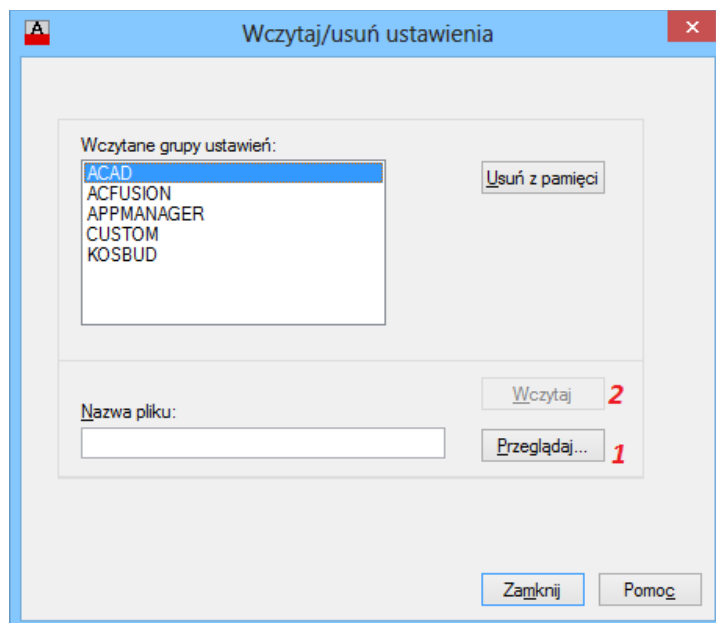 A
Wczytaj/usuń ustawienia
Wczytane grupy ustawień:
ACAD
ACFUSION
APPMANAGER
CUSTOM
KOSBUD
Usuń z pamięci
Wczytaj 2
Nazwa pliku:
Przeglądaj... 1
Zamknij
Pomoc